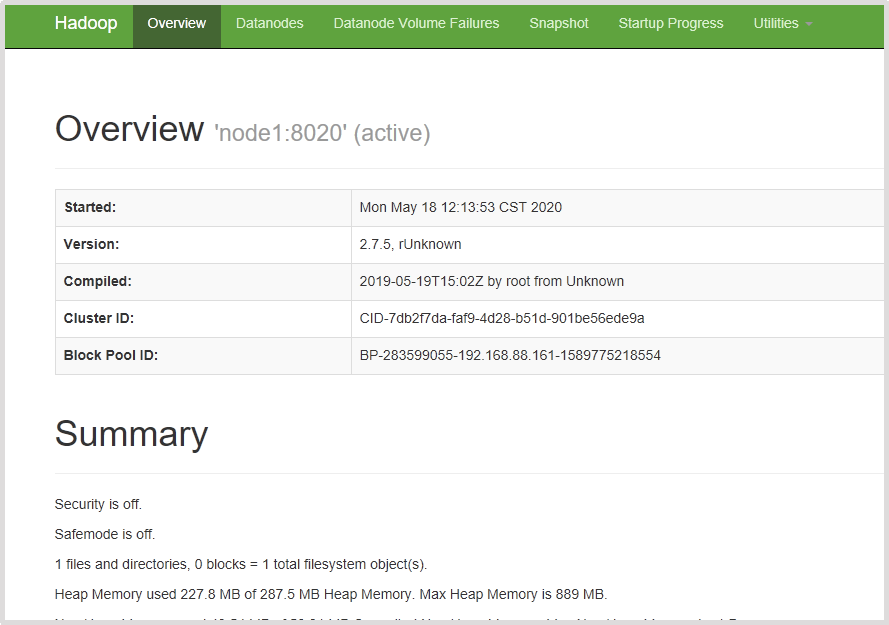 Hadoop Overview Datanodes Datanode Volume Failures Snapshot Startup Progress Utilities
Overview 'node1:8020' (active)
Started: Mon May 18 12:13:53 CST 2020
Version: 2.7.5, rUnknown
Compiled: 2019-05-19T15:02Z by root from Unknown
Cluster ID: CID-7db2f7da-faf9-4d28-b51d-901be56ede9a
Block Pool ID: BP-283599055-192.168.88.161-1589775218554
Summary
Security is off.
Safemode is off.
1 files and directories, 0 blocks = 1 total filesystem object(s).
Heap Memory used 227.8 MB of 287.5 MB Heap Memory. Max Heap Memory is 889 MB.